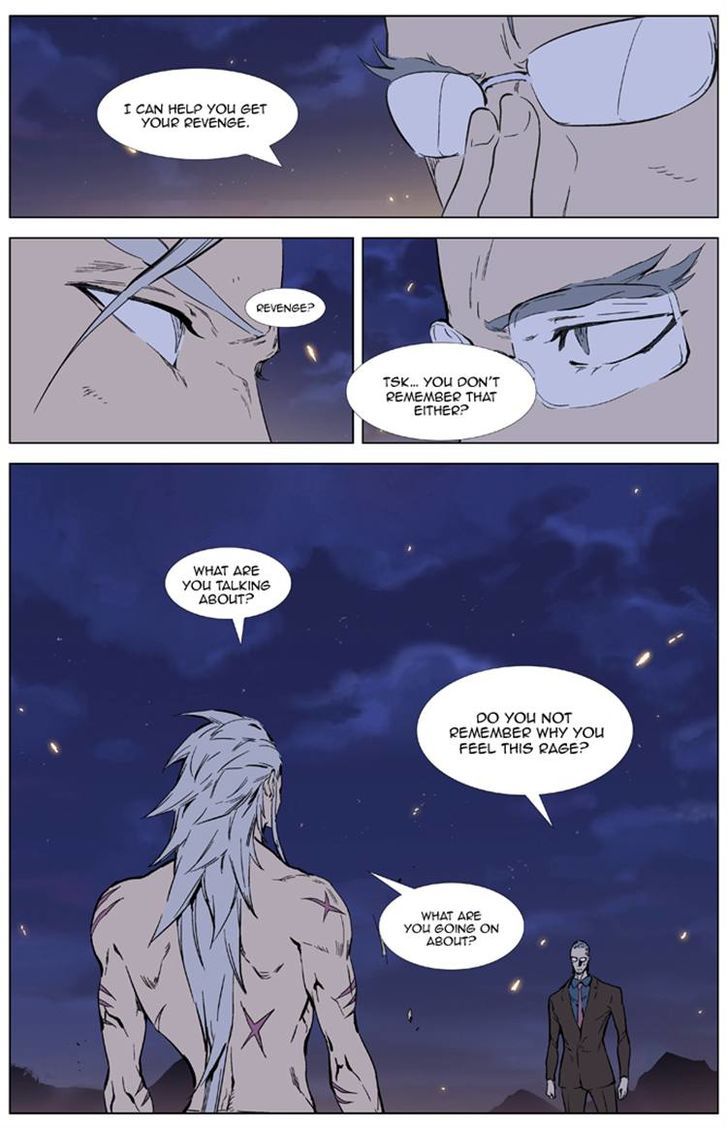 I CAN HELP YOU GET
YOUR REVENGE.
REVENGE?
TSK... YOU DON'T
REMEMBER THAT
EITHER?
WHAT ARE
YOU TALKING
ABOUT?
DO YOU NOT
REMEMBER WHY YOU
FEEL THIS RAGE?
WHAT ARE
YOU GOING ON
ABOUT?